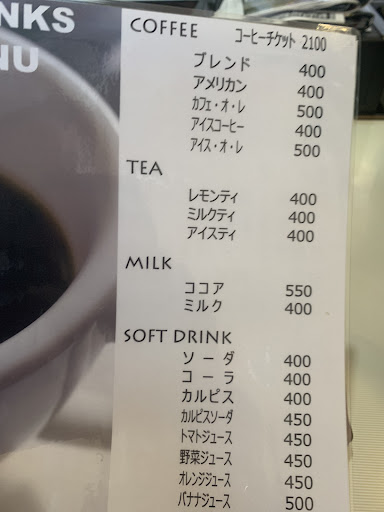 NKS
NU
COFFEE コーヒーチケット 2100
ブレンド 400
アメリカン 400
カフェ・オ・レ 500
アイスコーヒー 400
アイス・オ・レ 500
TEA
レモンティ 400
ミルクティ 400
アイスティ 400
MILK
ココア 550
ミルク 400
SOFT DRINK
ソーダ 400
コーラ 400
カルピス 400
カルピスソーダ 450
トマトジュース 450
野菜ジュース 450
オレンジジュース 450
バナナジュース 500